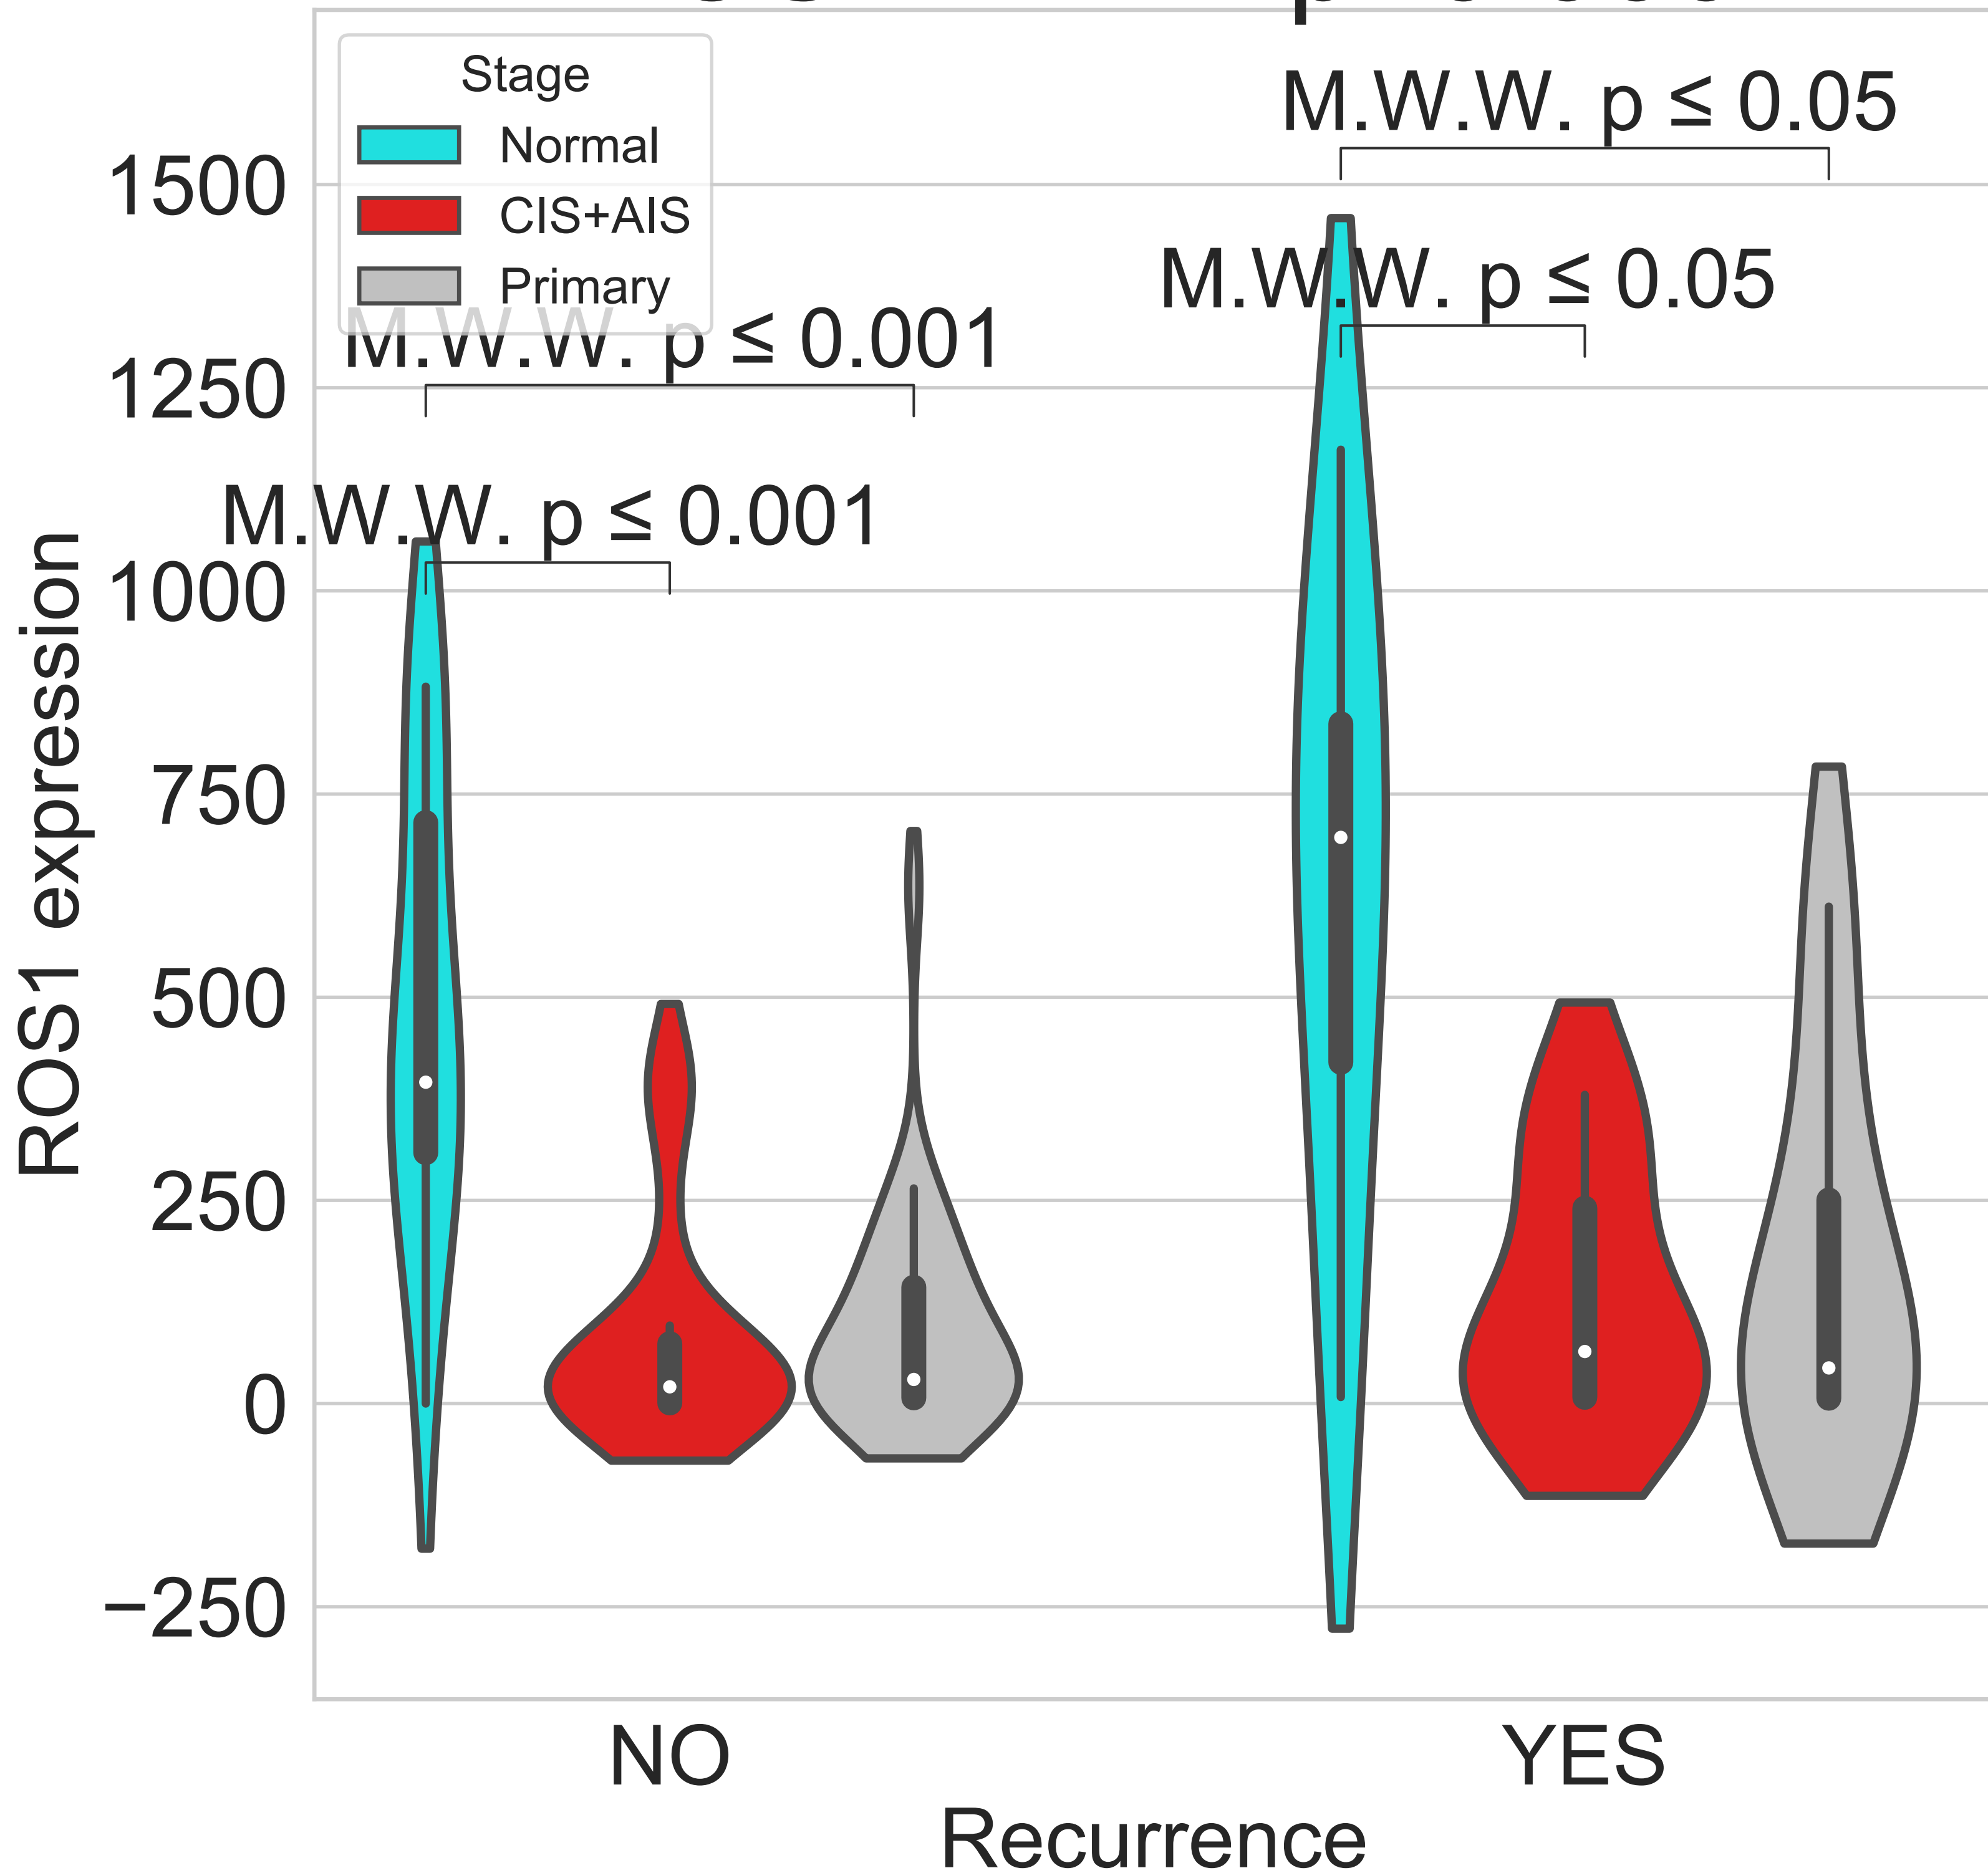 Stage
Normal
CIS+AIS
Primary
M.W.W. p ≤ 0.05
M.W.W. p ≤ 0.05
M.W.W. p ≤ 0.001
M.W.W. p ≤ 0.001
1500
1250
1000
750
500
250
0
−250
ROS1 expression
NO
YES
Recurrence